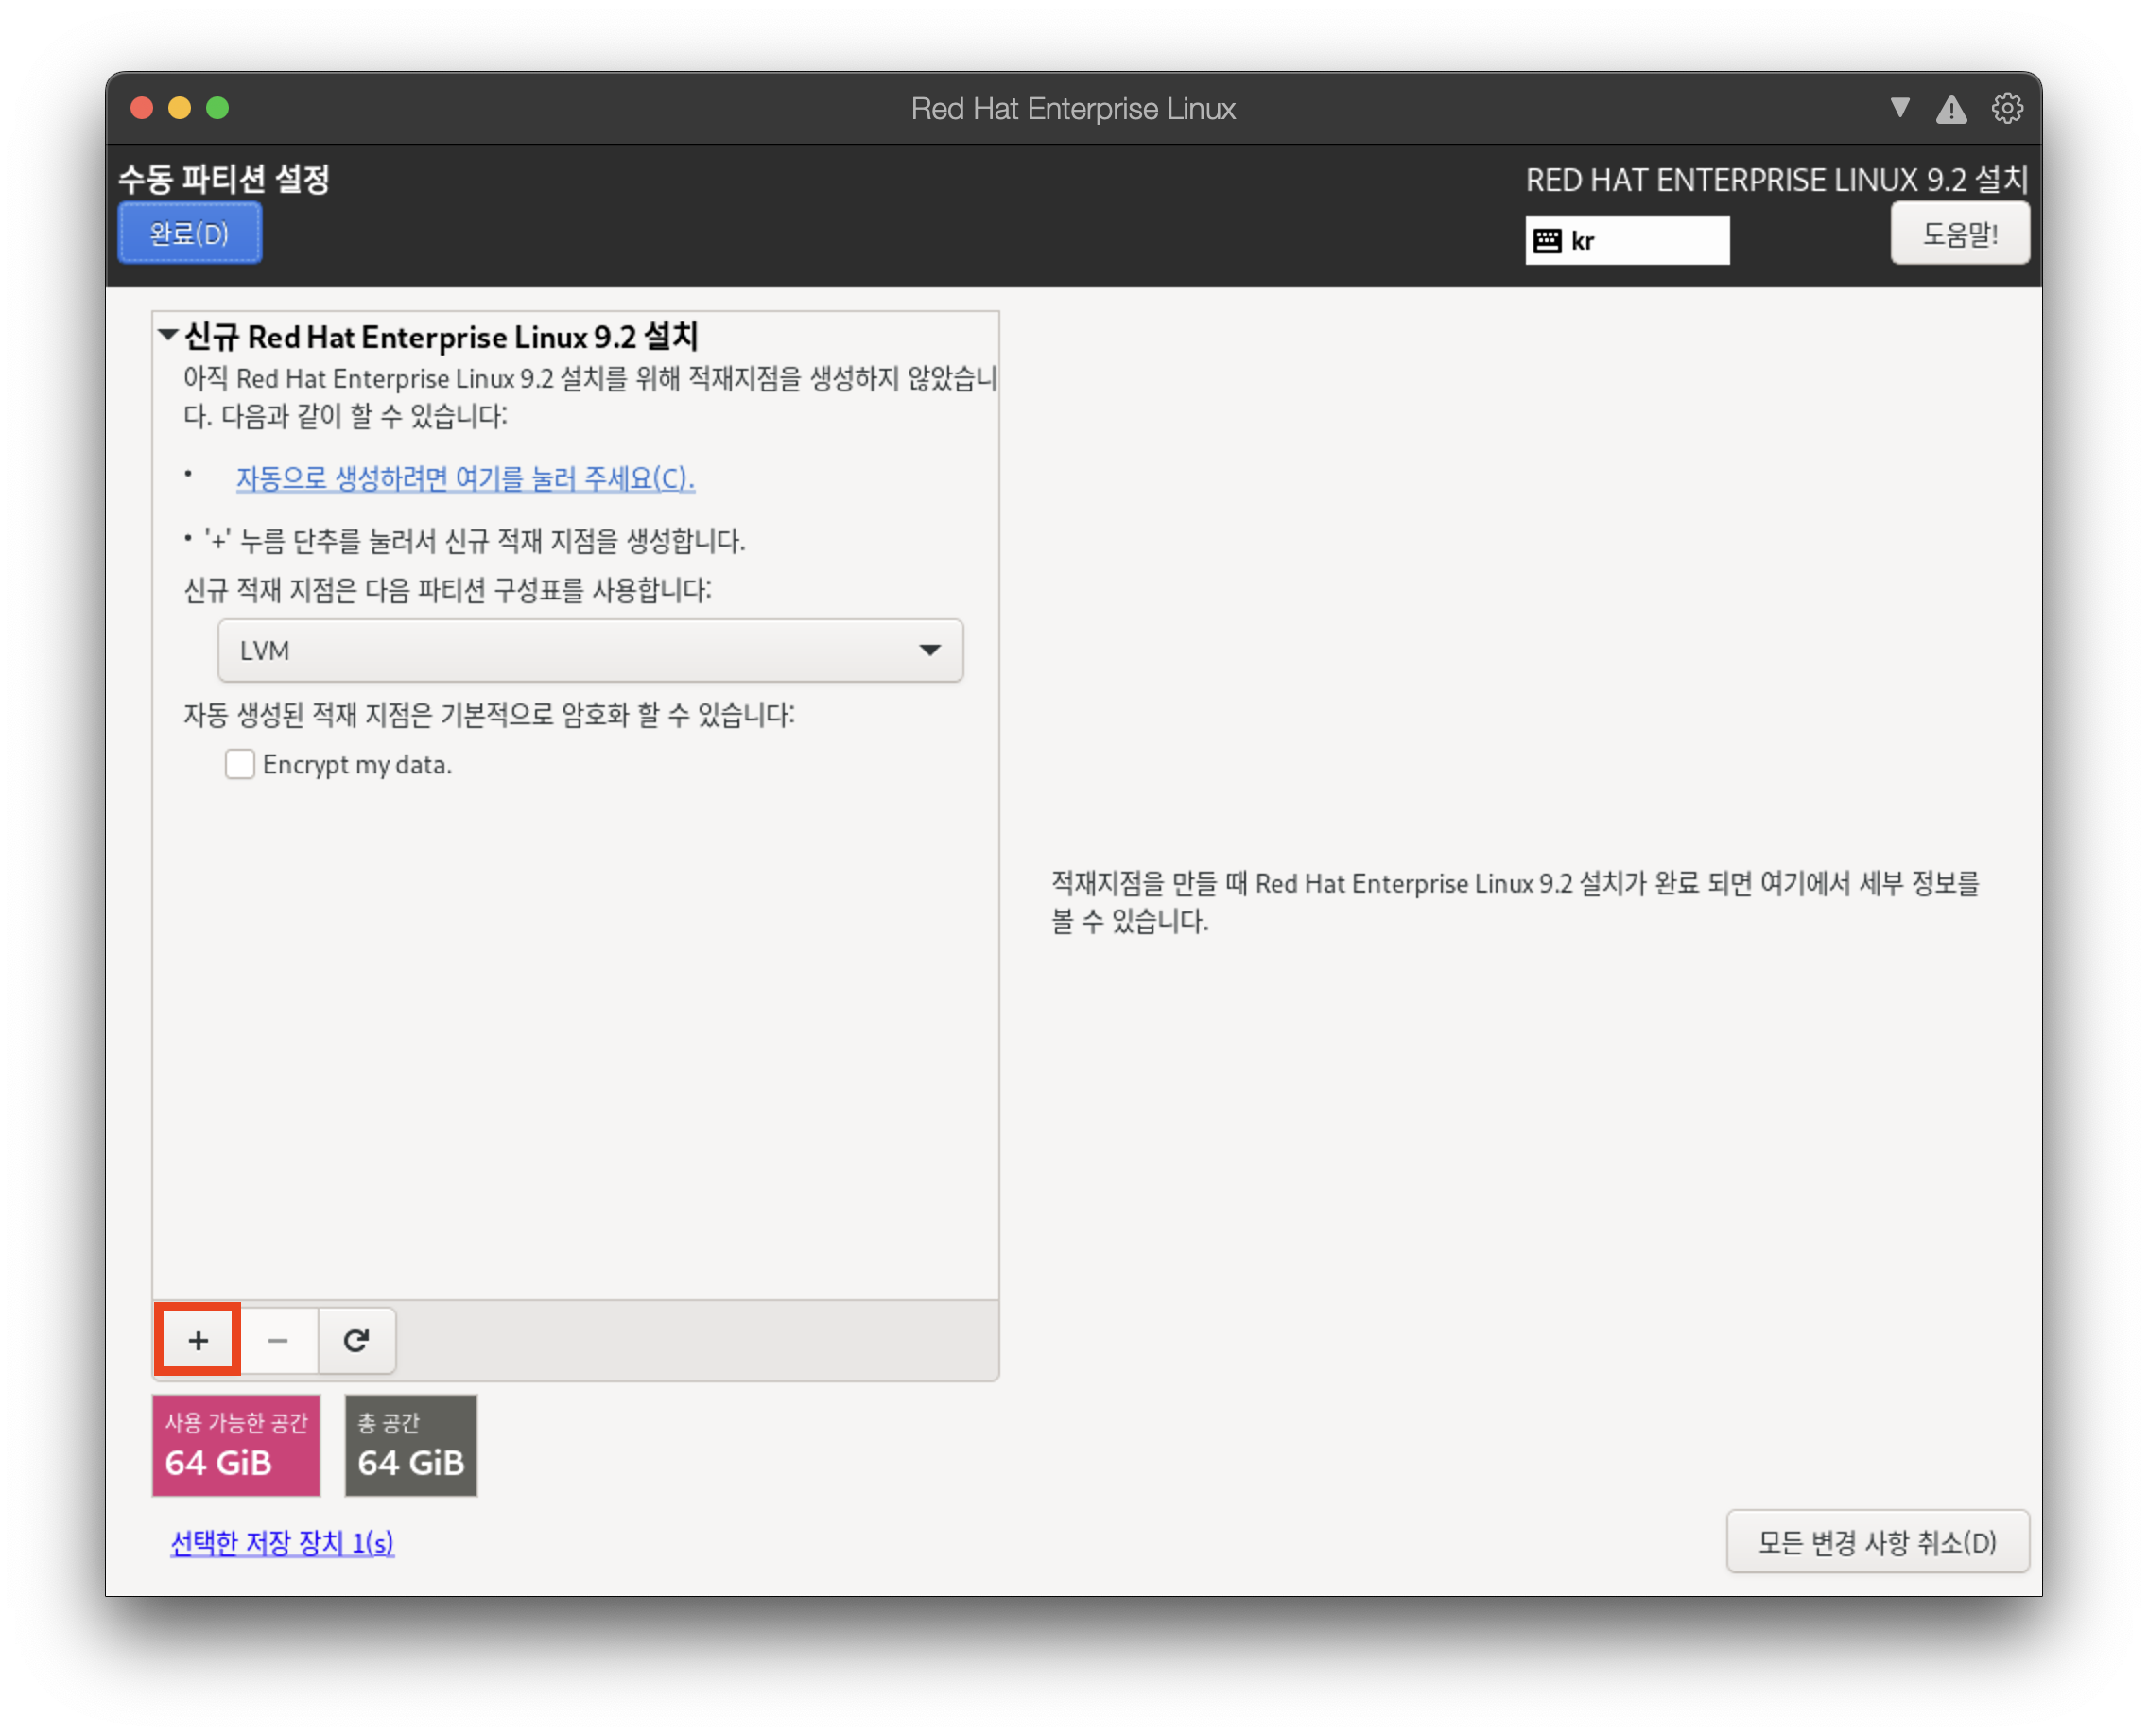 Red Hat Enterprise Linux
수동 파티션 설정
RED HAT ENTERPRISE LINUX 9.2 설치
완료(D)
kr
도움말!
신규 Red Hat Enterprise Linux 9.2 설치
아직 Red Hat Enterprise Linux 9.2 설치를 위해 적재지점을 생성하지 않았습니
다. 다음과 같이 할 수 있습니다:
• 자동으로 생성하려면 여기를 눌러 주세요(C).
• '+' 누름 단추를 눌러서 신규 적재 지점을 생성합니다.
신규 적재 지점은 다음 파티션 구성표를 사용합니다:
LVM
자동 생성된 적재 지점은 기본적으로 암호화 할 수 있습니다:
Encrypt my data.
적재지점을 만들 때 Red Hat Enterprise Linux 9.2 설치가 완료 되면 여기에서 세부 정보를
볼 수 있습니다.
+ −
사용 가능한 공간
64 GiB
총 공간
64 GiB
선택한 저장 장치 1(s)
모든 변경 사항 취소(D)